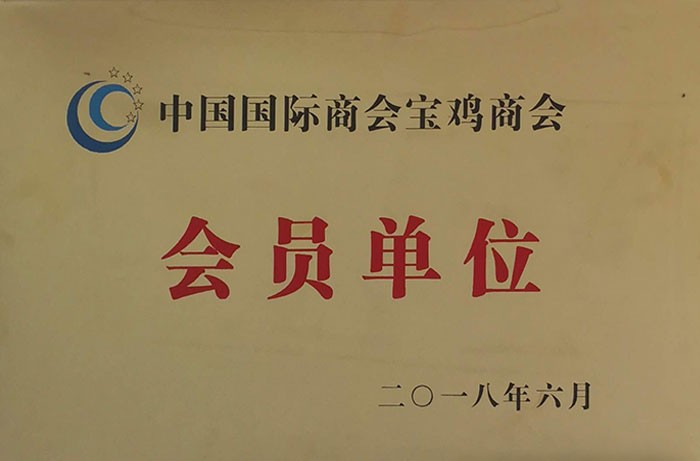 中国国际商会宝鸡商会
会员单位
二〇一八年六月